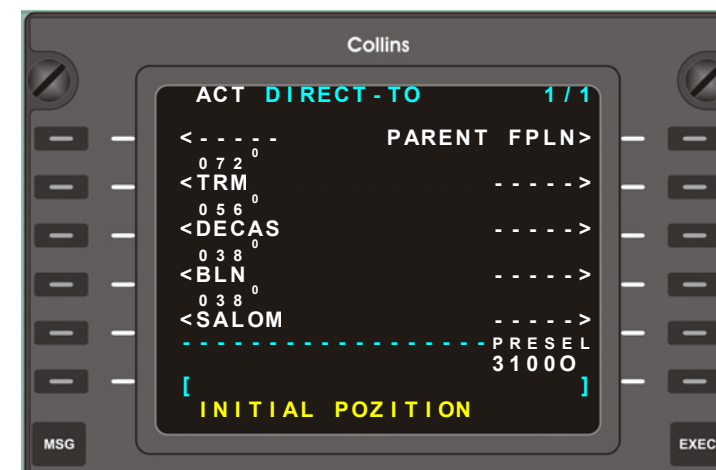 Collins
ACT DIRECT-TO 1/1
<----- PARENT FPLN>
072°
<TRM ----->
056°
<DECAS ----->
038°
<BLN ----->
038°
<SALOM ----->
------------------- PRESEL
3100O
[ ]
INITIAL POZITION
MSG EXEC